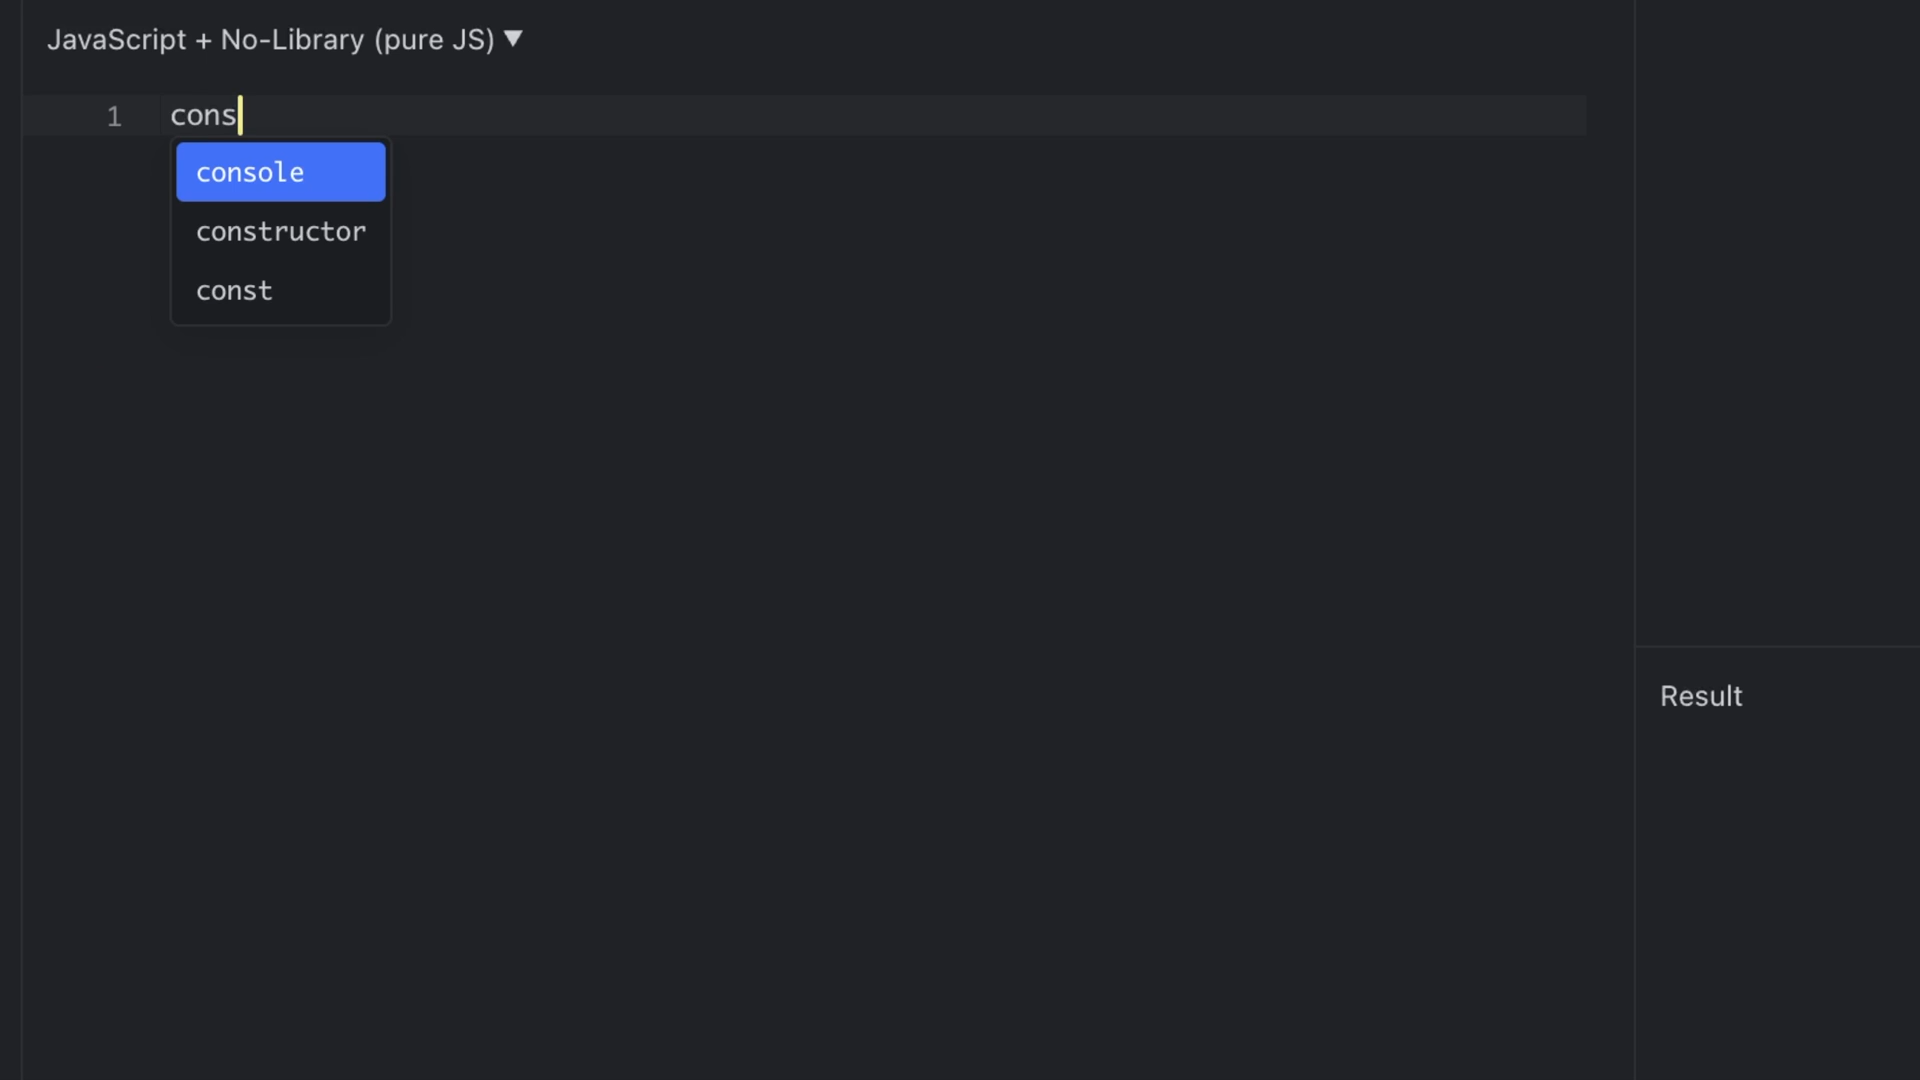 JavaScript + No-Library (pure JS) ▼
1 cons
console
constructor
const
Result